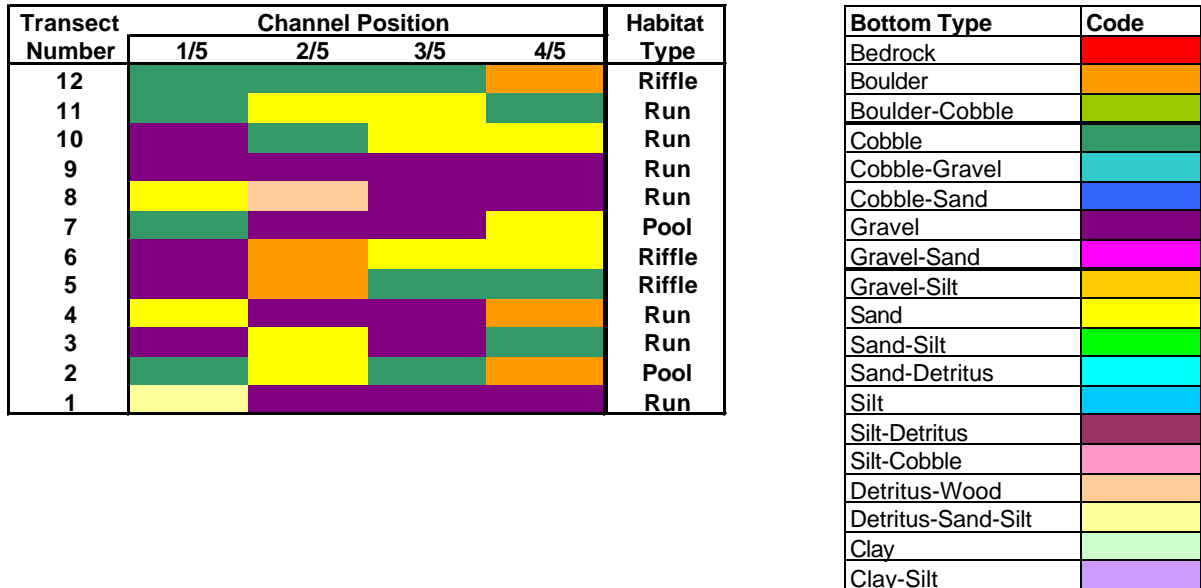 Transect Channel Position Habitat
Number 1/5 2/5 3/5 4/5 Type
12 Riffle
11 Run
10 Run
9 Run
8 Run
7 Pool
6 Riffle
5 Riffle
4 Run
3 Run
2 Pool
1 Run
Bottom Type Code
Bedrock
Boulder
Boulder-Cobble
Cobble
Cobble-Gravel
Cobble-Sand
Gravel
Gravel-Sand
Gravel-Silt
Sand
Sand-Silt
Sand-Detritus
Silt
Silt-Detritus
Silt-Cobble
Detritus-Wood
Detritus-Sand-Silt
Clay
Clay-Silt